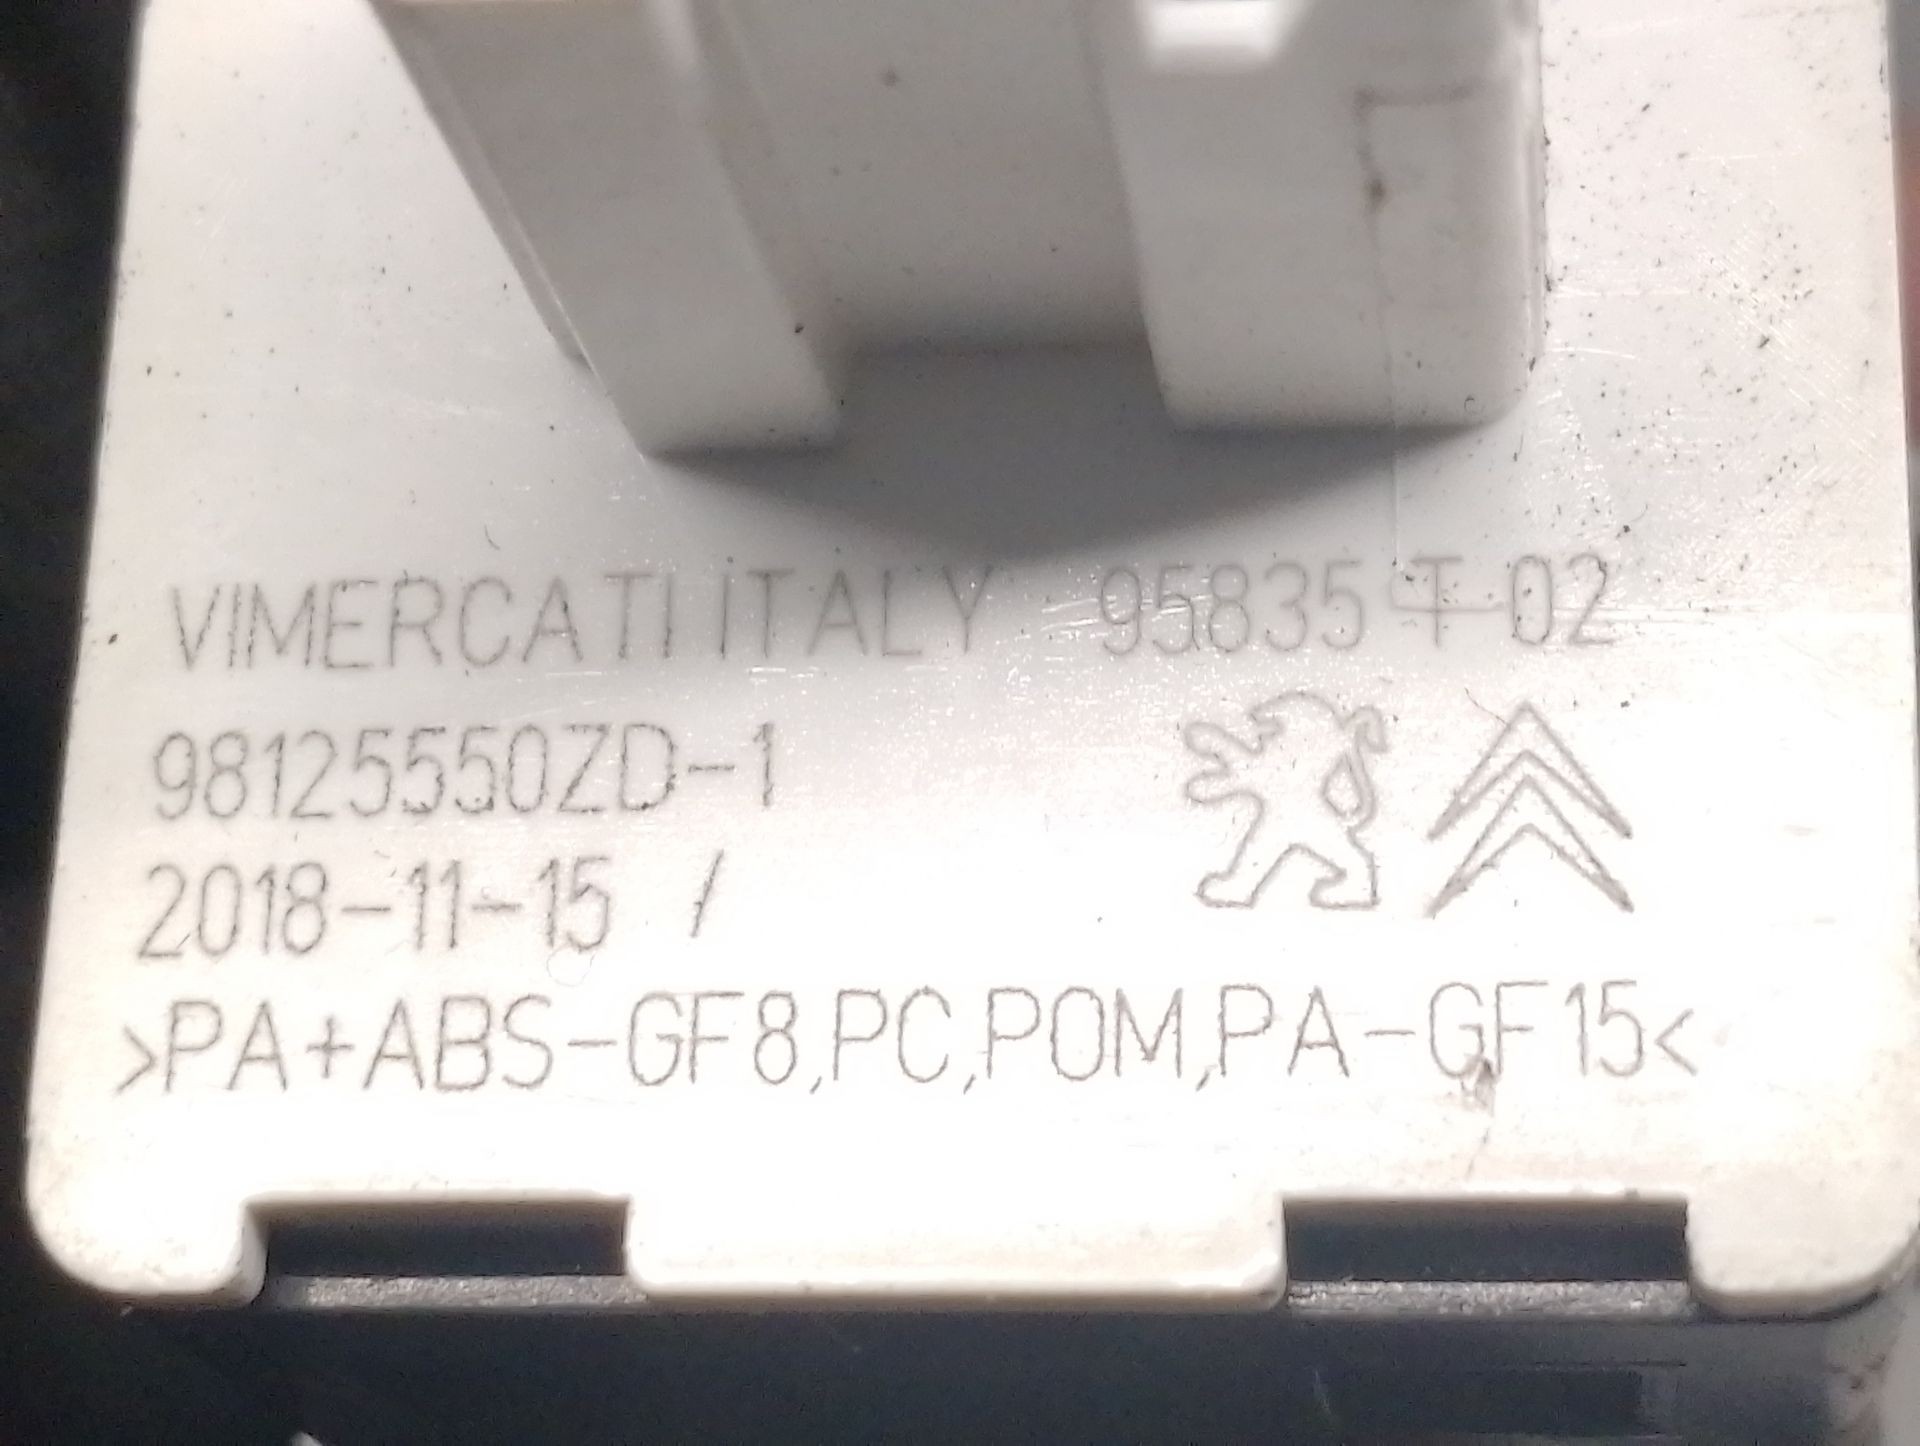 VIMERCATI ITALY 95835 T 02
98125550ZD-1
2018-11-15 /
>PA+ABS-GF8,PC,POM,PA-GF15<